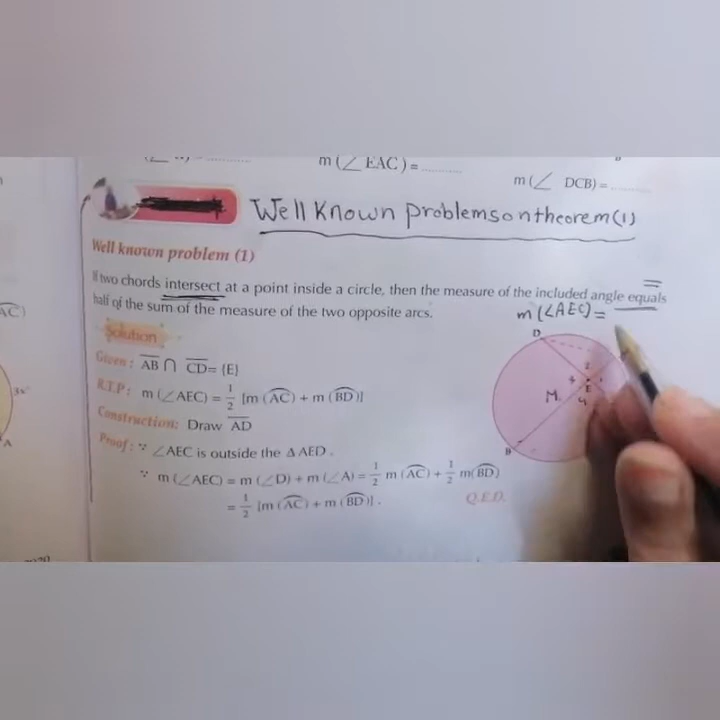 m (∠ EAC) = ..........
m (∠ DCB) = ..........
Well Known problems on theorem (1)
Well known problem (1)
If two chords intersect at a point inside a circle, then the measure of the included angle equals
half of the sum of the measure of the two opposite arcs.
m (∠AEC) =
Solution
Given : AB ∩ CD = {E}
R.T.P : m (∠AEC) = 1/2 [m (AC) + m (BD)]
Construction: Draw AD
Proof : ∵ ∠AEC is outside the Δ AED .
∵ m (∠AEC) = m (∠D) + m (∠A) = 1/2 m (AC) + 1/2 m(BD)
= 1/2 [m (AC) + m (BD)] .
Q.E.D.
D
M
E
B
AC)
3x°
A